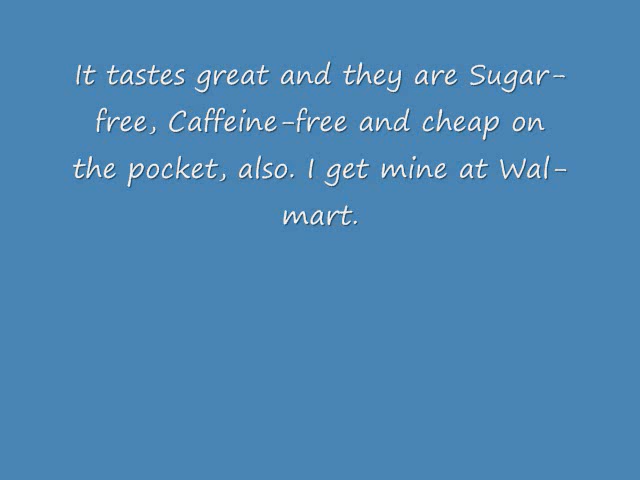 It tastes great and they are Sugar-
free, Caffeine-free and cheap on
the pocket, also. I get mine at Wal-
mart.